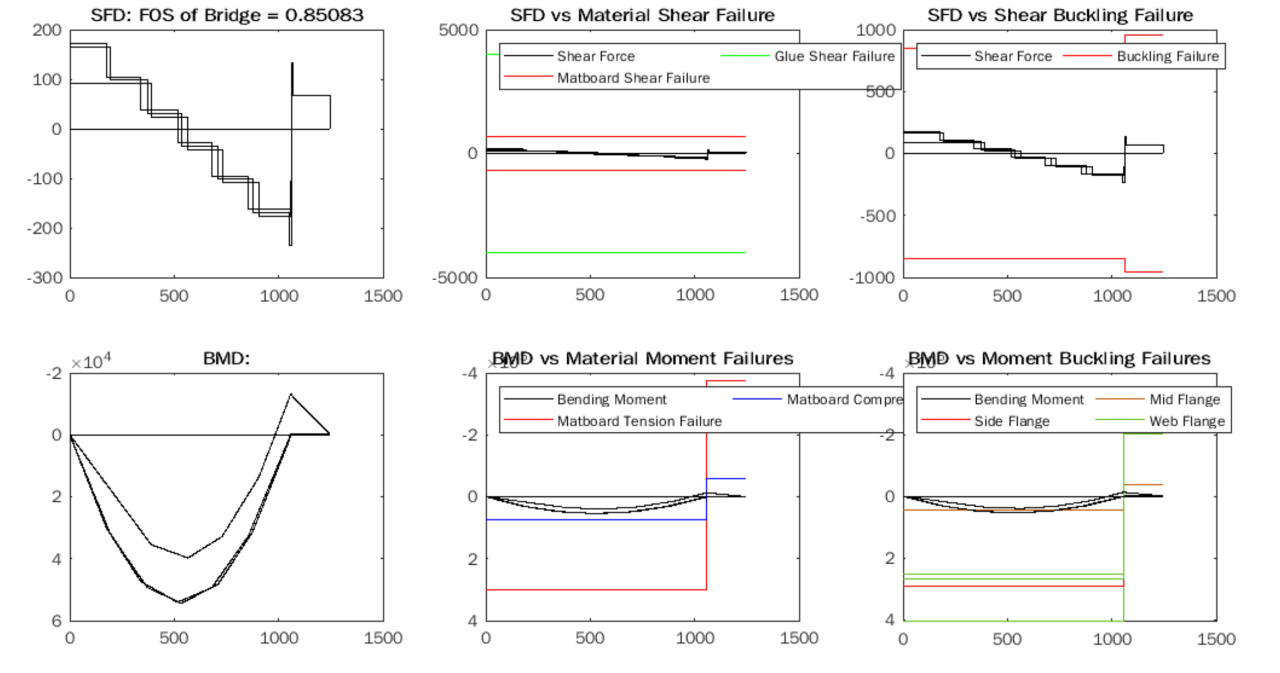 SFD: FOS of Bridge = 0.85083
200
100
0
-100
-200
-300
0 500 1000 1500
SFD vs Material Shear Failure
5000
0
-5000
Shear Force
Glue Shear Failure
Matboard Shear Failure
0 500 1000 1500
SFD vs Shear Buckling Failure
1000
500
0
-500
-1000
Shear Force
Buckling Failure
0 500 1000 1500
BMD:
×10⁴
-2
0
2
4
6
0 500 1000 1500
BMD vs Material Moment Failures
-4
-2
0
2
4
Bending Moment
Matboard Compre
Matboard Tension Failure
0 500 1000 1500
BMD vs Moment Buckling Failures
-4
-2
0
2
4
Bending Moment
Mid Flange
Side Flange
Web Flange
0 500 1000 1500